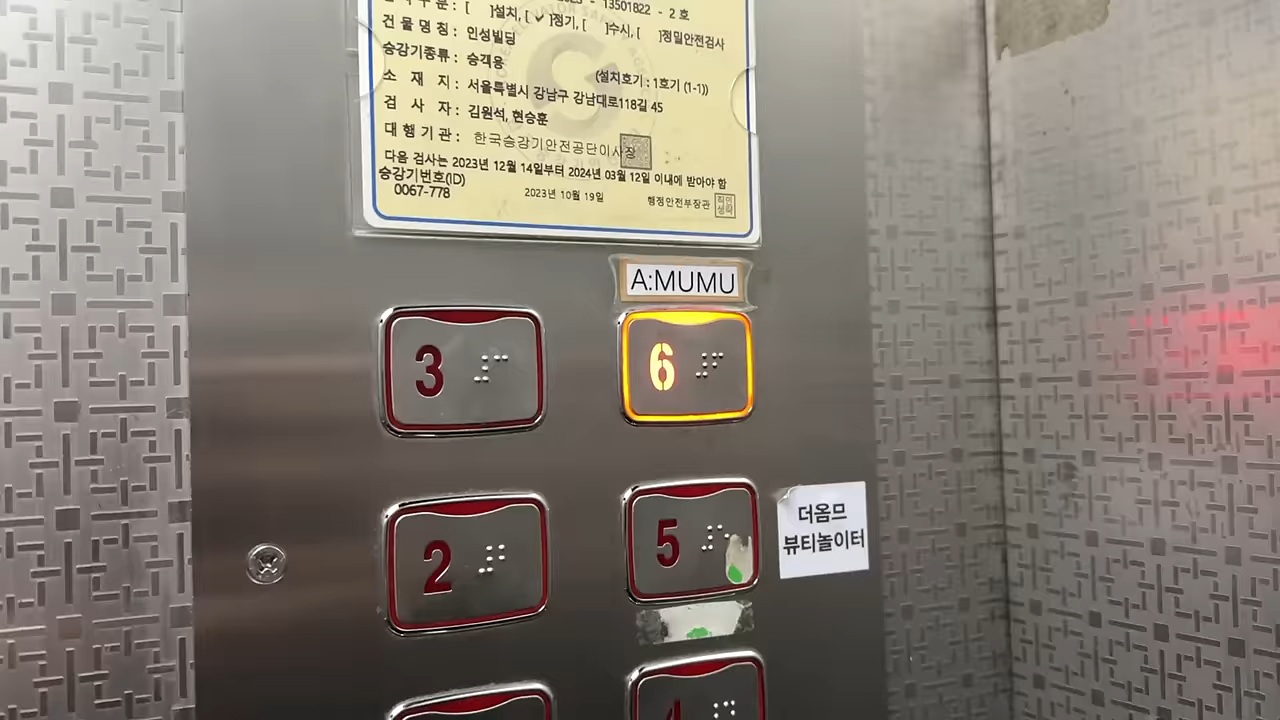 - 13501822 - 2 호
구 분 : [ ]설치, [ ✓ ]정기, [ ]수시, [ ]정밀안전검사
건 물 명 칭 : 인성빌딩
승강기종류 : 승객용
(설치호기 : 1호기 (1-1))
소 재 지 : 서울특별시 강남구 강남대로118길 45
검 사 자 : 김원석, 현승훈
대 행 기 관 : 한국승강기안전공단이사장
다음 검사는 2023년 12월 14일부터 2024년 03월 12일 이내에 받아야 함
승강기번호(ID)
0067-778
2023년 10월 19일
행정안전부장관
A:MUMU
3
6
2
5
더옴므
뷰티놀이터
4